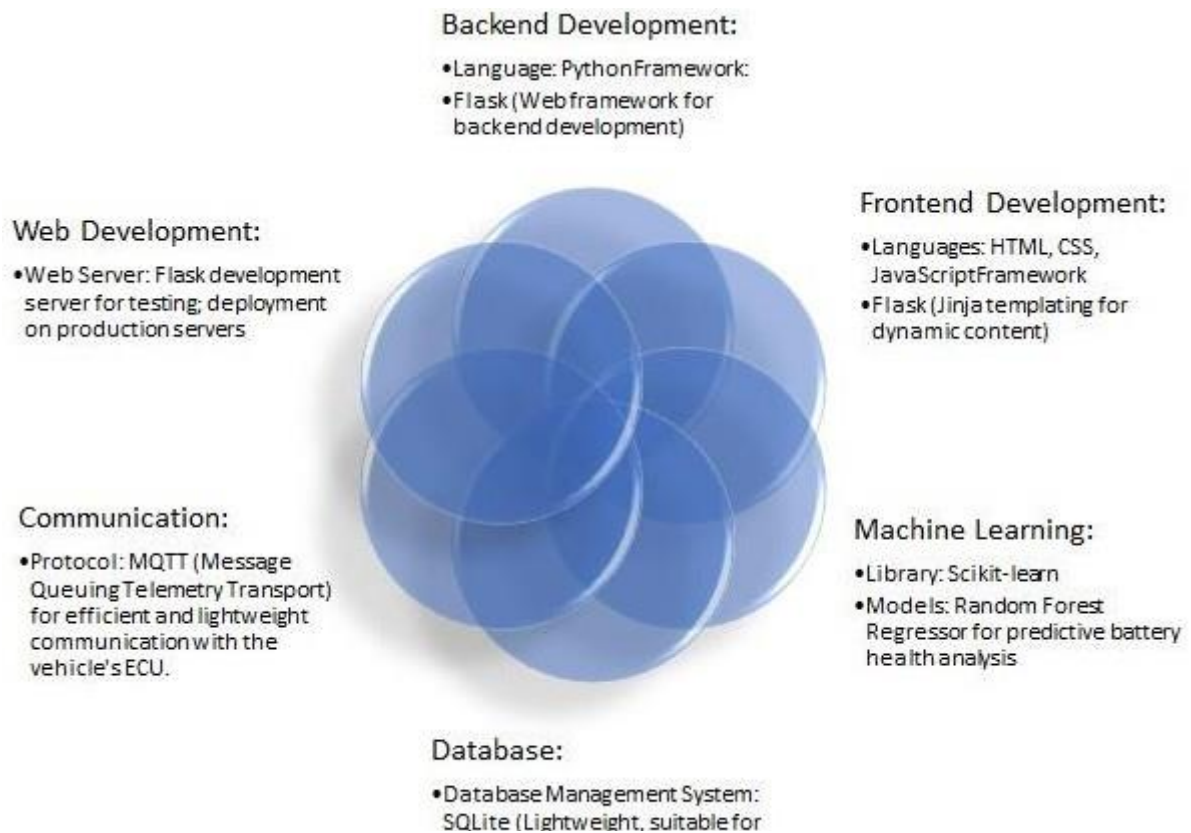 Backend Development:
•Language: PythonFramework:
•Flask (Web framework for
backend development)
Frontend Development:
•Languages: HTML, CSS,
JavaScriptFramework
•Flask (Jinja templating for
dynamic content)
Web Development:
•Web Server: Flask development
server for testing; deployment
on production servers
Communication:
•Protocol: MQTT (Message
Queuing Telemetry Transport)
for efficient and lightweight
communication with the
vehicle's ECU.
Machine Learning:
•Library: Scikit-learn
•Models: Random Forest
Regressor for predictive battery
health analysis
Database:
•Database Management System:
SQLite (Lightweight, suitable for